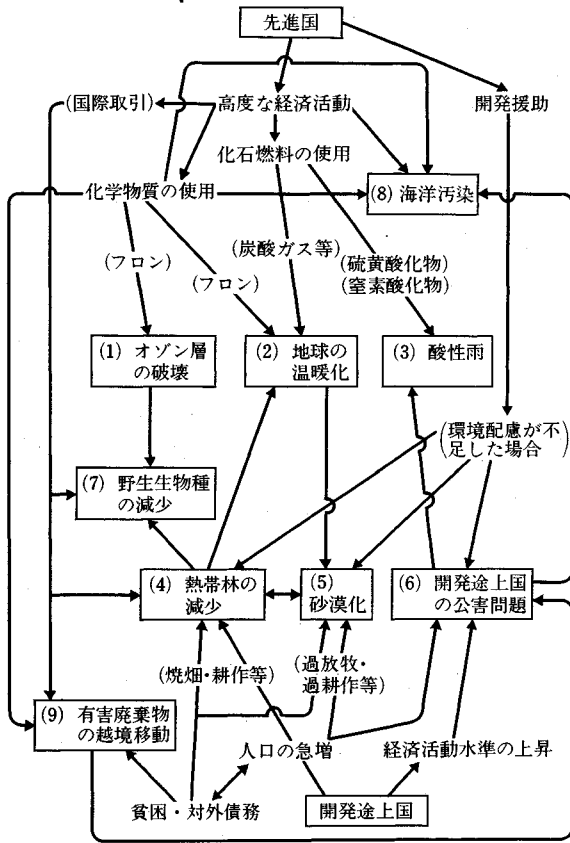 先進国
(国際取引)
高度な経済活動
開発援助
化石燃料の使用
化学物質の使用
(8) 海洋汚染
(炭酸ガス等)
(硫黄酸化物)
(窒素酸化物)
(フロン)
(フロン)
(1) オゾン層
の破壊
(2) 地球の
温暖化
(3) 酸性雨
(環境配慮が不
足した場合)
(7) 野生生物種
の減少
(4) 熱帯林の
減少
(5)
砂漠化
(6) 開発途上国
の公害問題
(焼畑・耕作等)
(過放牧・
過耕作等)
(9) 有害廃棄物
の越境移動
人口の急増
経済活動水準の上昇
貧困・対外債務
開発途上国